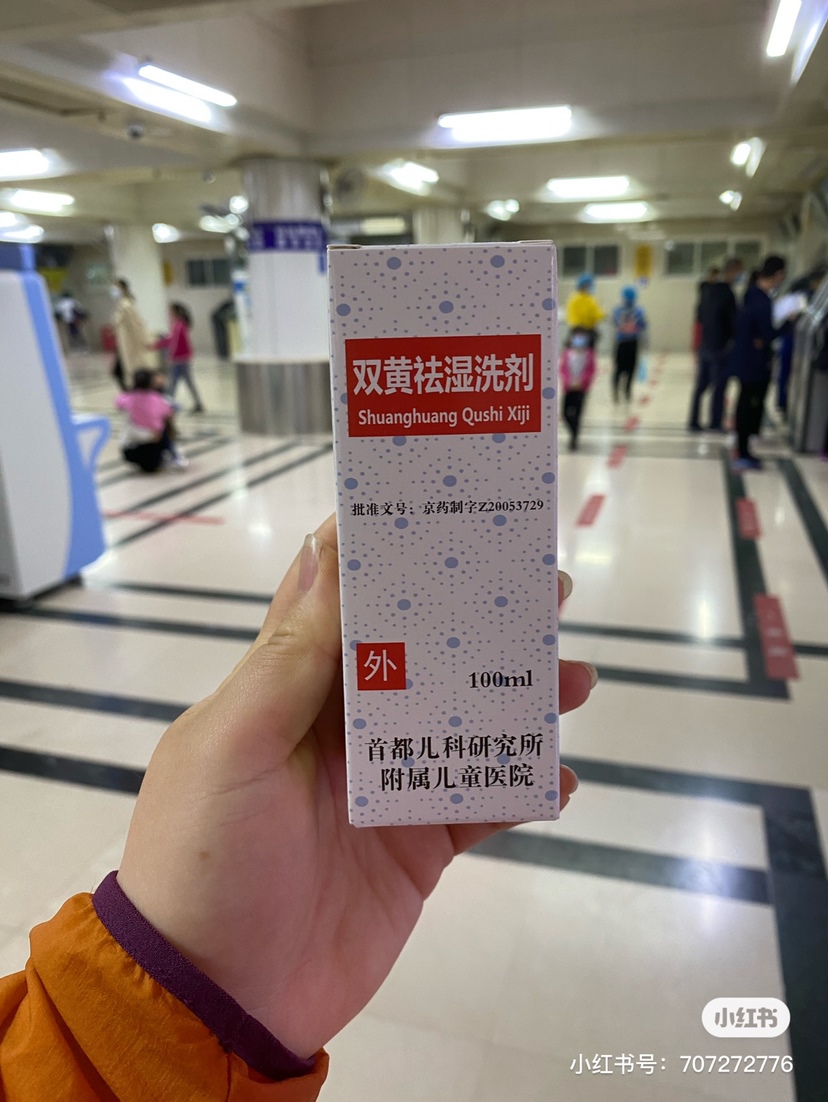 双黄祛湿洗剂
Shuanghuang Qushi Xiji
批准文号：京药制字Z20053729
外
100ml
首都儿科研究所
附属儿童医院
小红书
小红书号：707272776